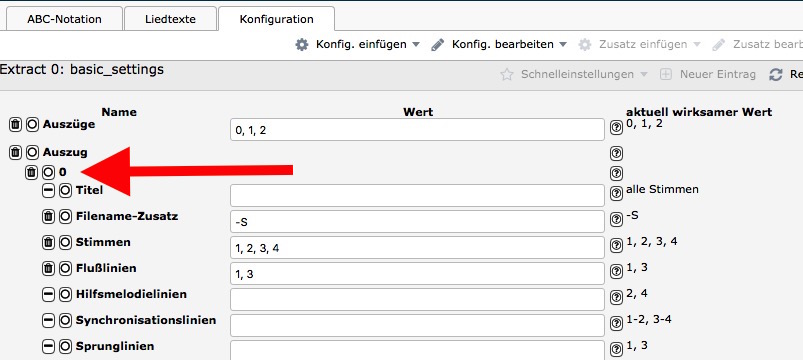 ABC-Notation Liedtexte Konfiguration
Konfig. einfügen Konfig. bearbeiten Zusatz einfügen Zusatz bearb
Extract 0: basic_settings Schnelleinstellungen Neuer Eintrag Re
Name Wert aktuell wirksamer Wert
Auszüge 0, 1, 2 0, 1, 2
Auszug
0
Titel alle Stimmen
Filename-Zusatz -S -S
Stimmen 1, 2, 3, 4 1, 2, 3, 4
Flußlinien 1, 3 1, 3
Hilfsmelodielinien 2, 4
Synchronisationslinien 1-2, 3-4
Sprunglinien 1, 3